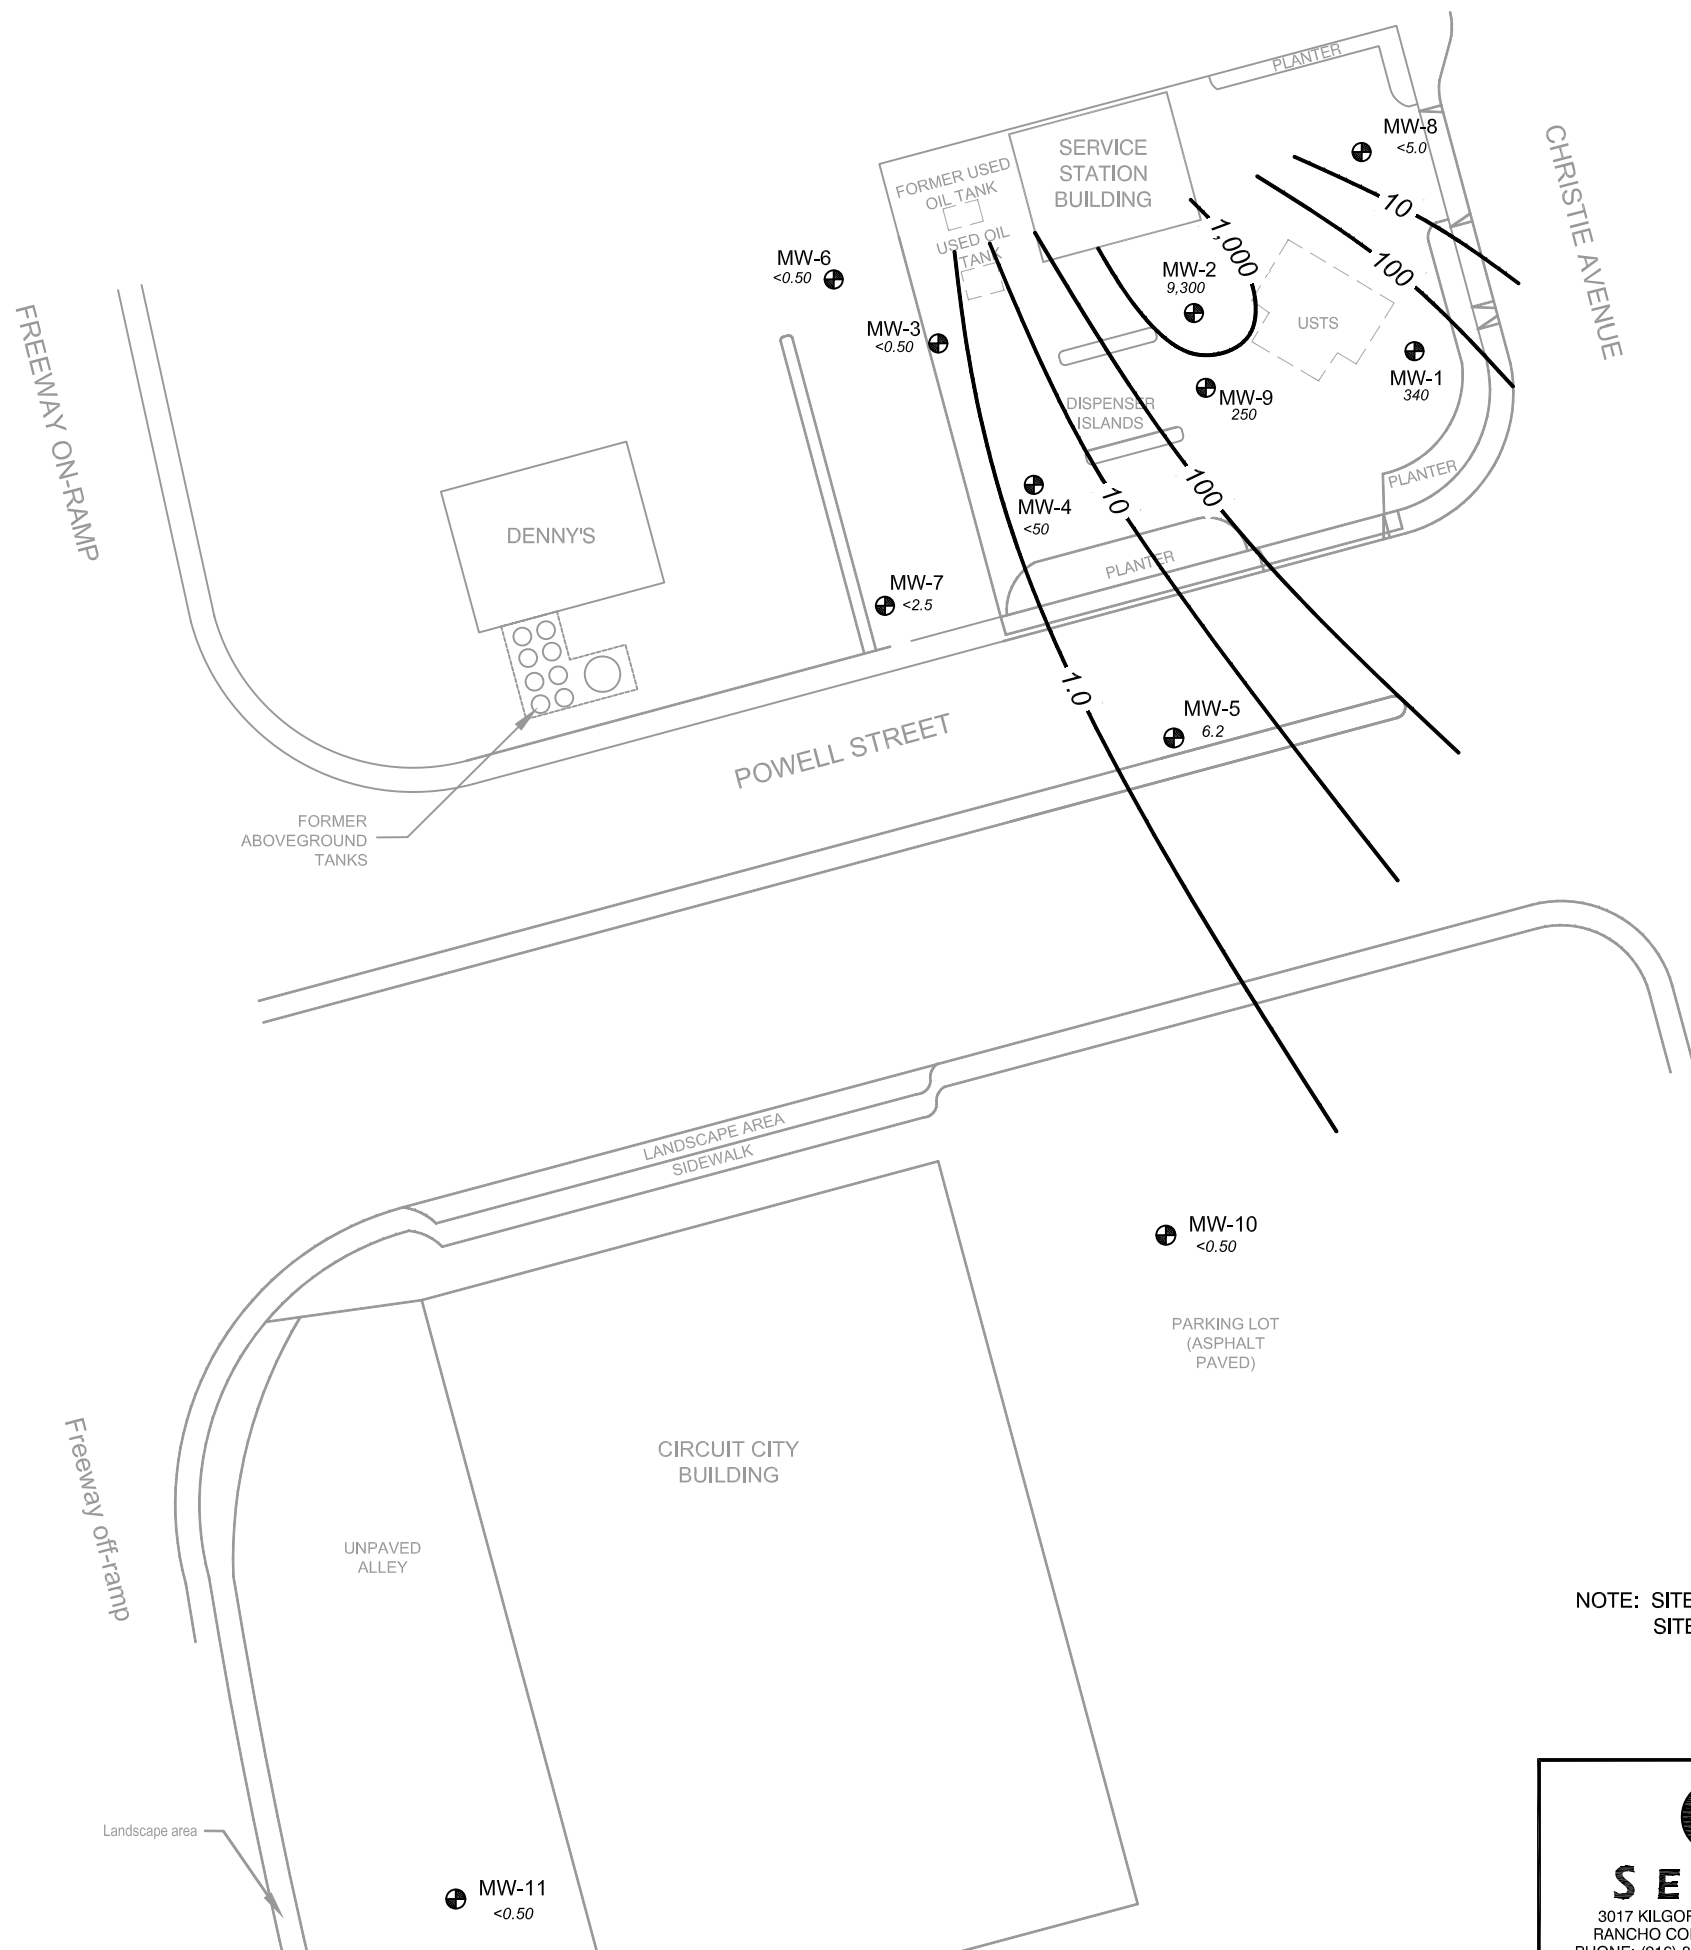 PLANTER
MW-8
<5.0
CHRISTIE AVENUE
SERVICE
STATION
BUILDING
FORMER USED
OIL TANK
USED OIL
TANK
10
1,000
100
MW-6
<0.50
MW-2
9,300
USTS
MW-3
<0.50
MW-1
340
MW-9
250
DISPENSER
ISLANDS
FREEWAY ON-RAMP
PLANTER
MW-4
<50
10
100
DENNY'S
PLANTER
MW-7
<2.5
1.0
MW-5
6.2
POWELL STREET
FORMER
ABOVEGROUND
TANKS
LANDSCAPE AREA
SIDEWALK
MW-10
<0.50
PARKING LOT
(ASPHALT
PAVED)
CIRCUIT CITY
BUILDING
Freeway off-ramp
UNPAVED
ALLEY
NOTE: SITE
SITE
Landscape area
MW-11
<0.50
S E
3017 KILGOR
RANCHO CO